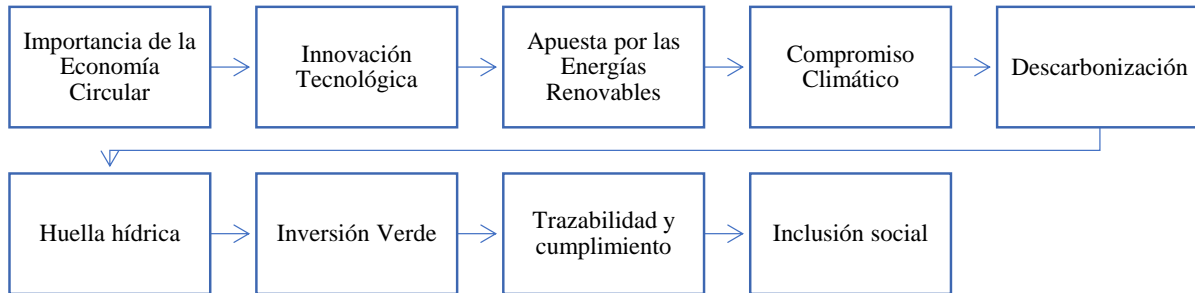 Importancia de la
Economía
Circular
Innovación
Tecnológica
Apuesta por las
Energías
Renovables
Compromiso
Climático
Descarbonización
Huella hídrica
Inversión Verde
Trazabilidad y
cumplimiento
Inclusión social